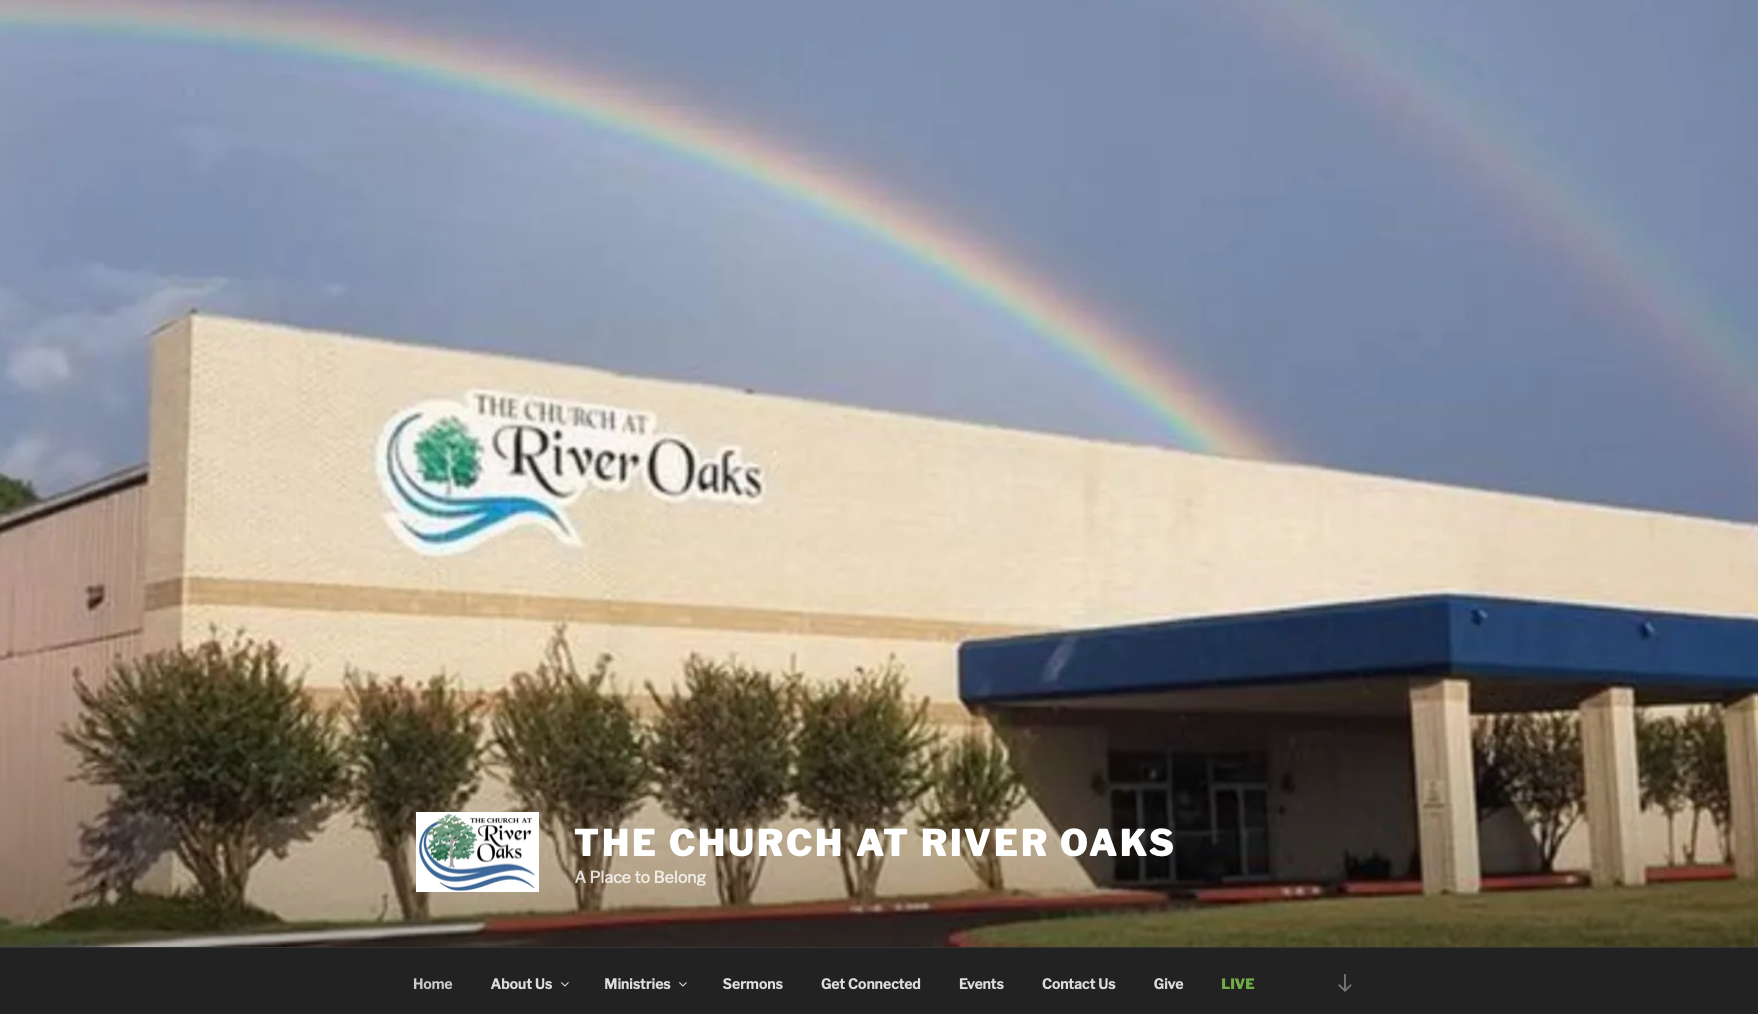 THE CHURCH AT
River Oaks
THE CHURCH AT
River
Oaks
THE CHURCH AT RIVER OAKS
A Place to Belong
Home
About Us
Ministries
Sermons
Get Connected
Events
Contact Us
Give
LIVE